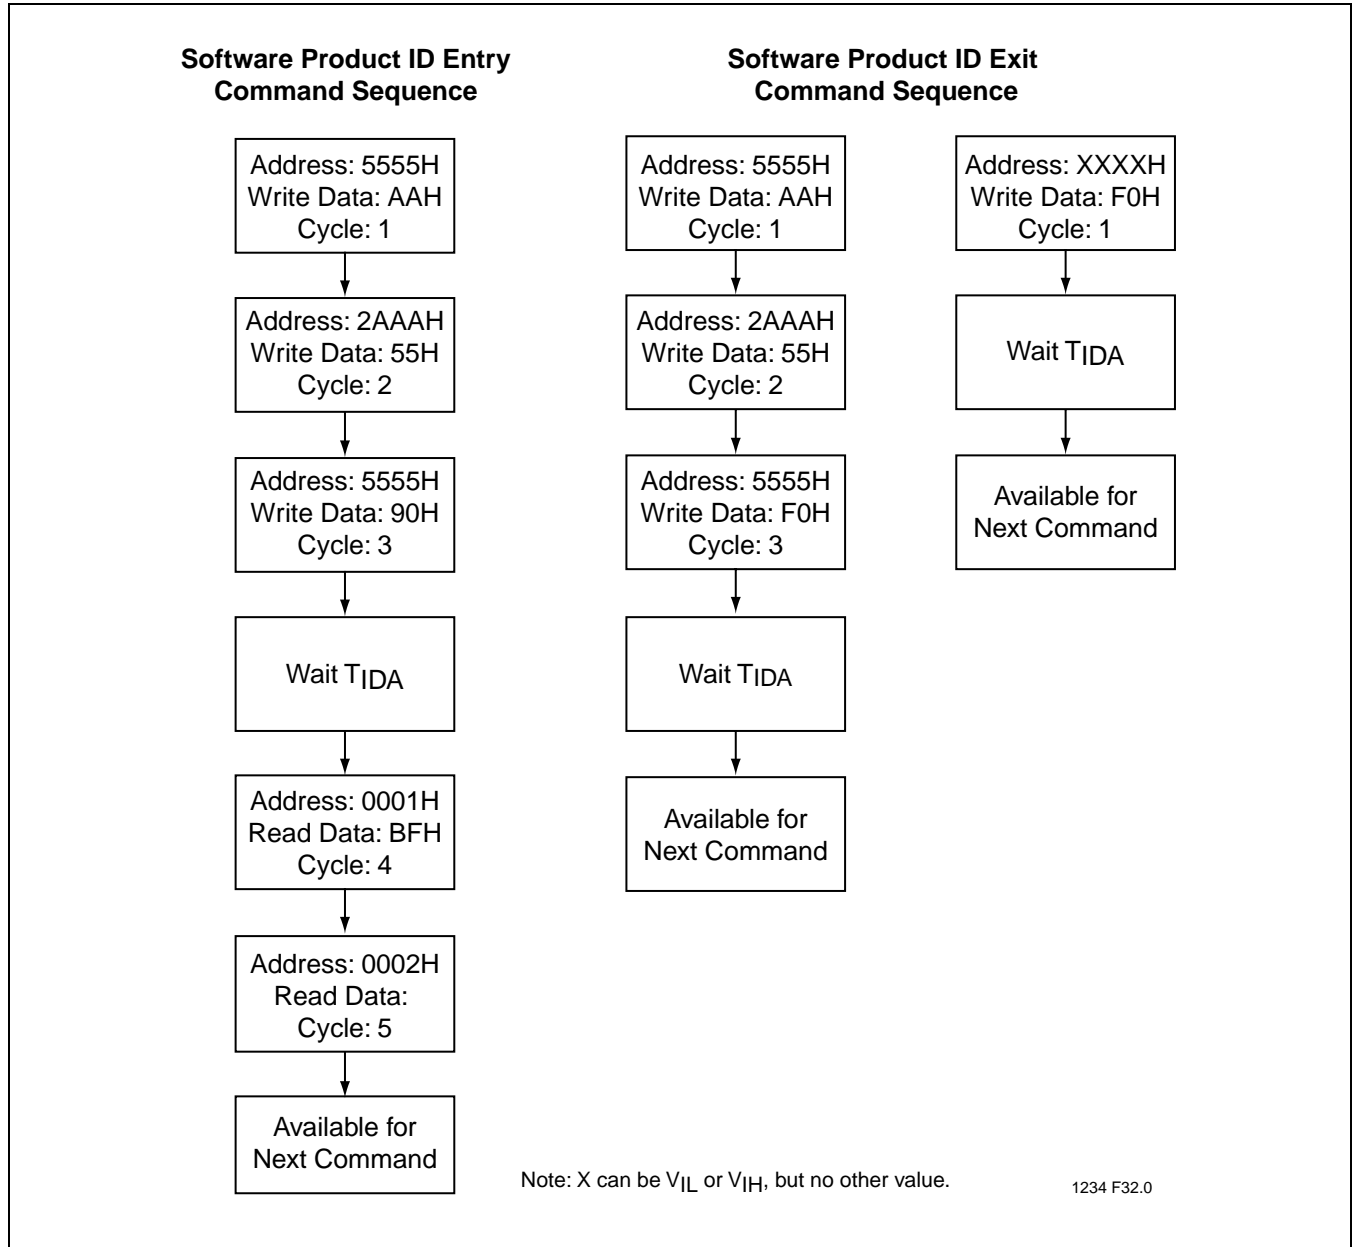 Software Product ID Entry
Command Sequence
Address: 5555H
Write Data: AAH
Cycle: 1
Address: 2AAAH
Write Data: 55H
Cycle: 2
Address: 5555H
Write Data: 90H
Cycle: 3
Wait TIDA
Address: 0001H
Read Data: BFH
Cycle: 4
Address: 0002H
Read Data:
Cycle: 5
Available for
Next Command
Software Product ID Exit
Command Sequence
Address: 5555H
Write Data: AAH
Cycle: 1
Address: 2AAAH
Write Data: 55H
Cycle: 2
Address: 5555H
Write Data: F0H
Cycle: 3
Wait TIDA
Available for
Next Command
Address: XXXXH
Write Data: F0H
Cycle: 1
Wait TIDA
Available for
Next Command
Note: X can be VIL or VIH, but no other value.
1234 F32.0